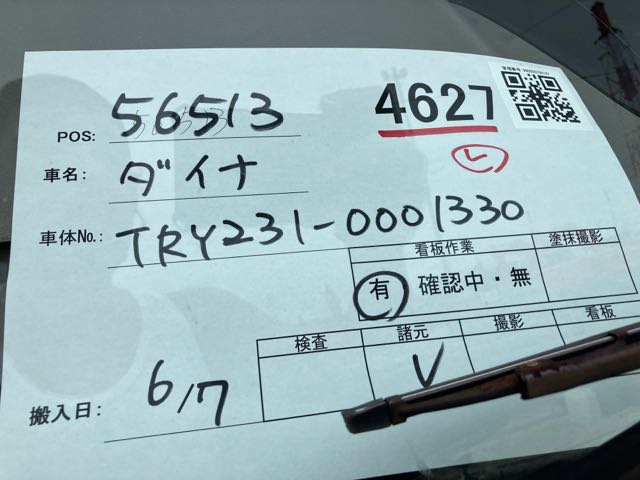 4627
レ
POS: 56513
車名: ダイナ
車体No.: TRY231-0001330
看板作業 塗抹撮影
有 確認中・無
検査 諸元 撮影 看板
V
搬入日: 6/7